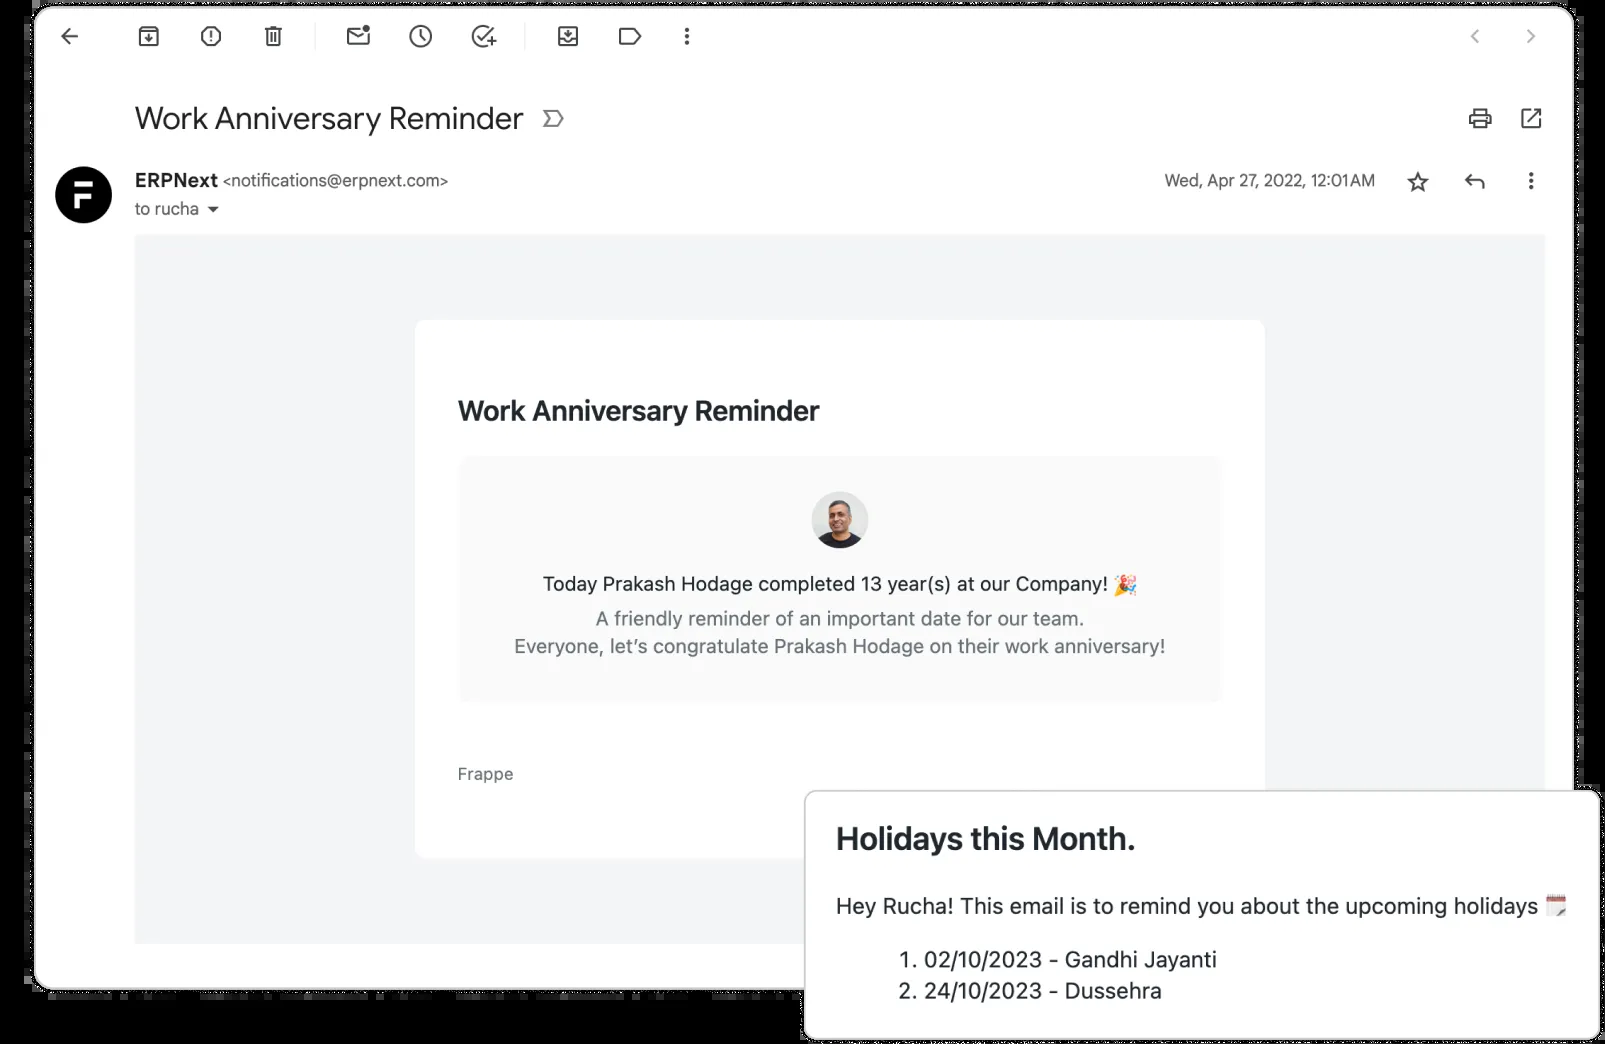 Work Anniversary Reminder
F
ERPNext <notifications@erpnext.com>
Wed, Apr 27, 2022, 12:01AM
to rucha
Work Anniversary Reminder
Today Prakash Hodage completed 13 year(s) at our Company! 🎉
A friendly reminder of an important date for our team.
Everyone, let’s congratulate Prakash Hodage on their work anniversary!
Frappe
Holidays this Month.
Hey Rucha! This email is to remind you about the upcoming holidays 🗓️
1. 02/10/2023 - Gandhi Jayanti
2. 24/10/2023 - Dussehra